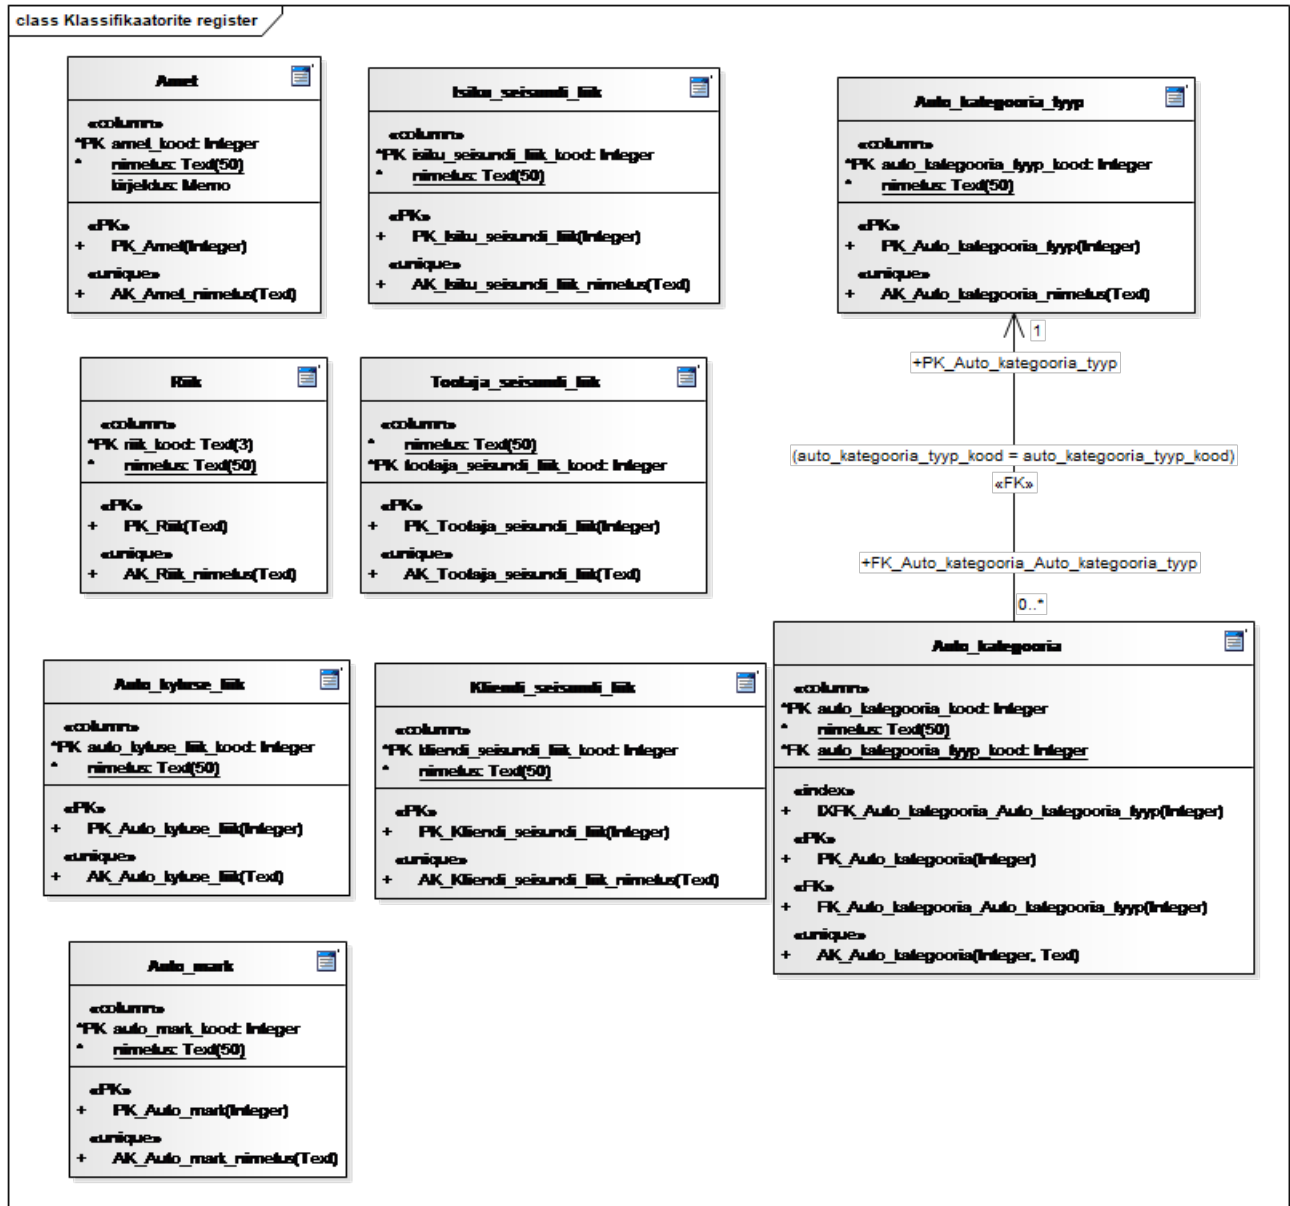 class Klassifikaatorite register
Amet
«column»
*PK amet_kood: Integer
* nimetus: Text(50)
kirjeldus: Memo
«PK»
+ PK_Amet(Integer)
«unique»
+ AK_Amet_nimetus(Text)
Isiku_seisundi_liik
«column»
*PK isiku_seisundi_liik_kood: Integer
* nimetus: Text(50)
«PK»
+ PK_Isiku_seisundi_liik(Integer)
«unique»
+ AK_Isiku_seisundi_liik_nimetus(Text)
Auto_kategooria_tyyp
«column»
*PK auto_kategooria_tyyp_kood: Integer
* nimetus: Text(50)
«PK»
+ PK_Auto_kategooria_tyyp(Integer)
«unique»
+ AK_Auto_kategooria_nimetus(Text)
1
+PK_Auto_kategooria_tyyp
(auto_kategooria_tyyp_kood = auto_kategooria_tyyp_kood)
«FK»
+FK_Auto_kategooria_Auto_kategooria_tyyp
0..*
Riik
«column»
*PK riik_kood: Text(3)
* nimetus: Text(50)
«PK»
+ PK_Riik(Text)
«unique»
+ AK_Riik_nimetus(Text)
Tootaja_seisundi_liik
«column»
* nimetus: Text(50)
*PK tootaja_seisundi_liik_kood: Integer
«PK»
+ PK_Tootaja_seisundi_liik(Integer)
«unique»
+ AK_Tootaja_seisundi_liik(Text)
Auto_kytuse_liik
«column»
*PK auto_kytuse_liik_kood: Integer
* nimetus: Text(50)
«PK»
+ PK_Auto_kytuse_liik(Integer)
«unique»
+ AK_Auto_kytuse_liik(Text)
Kliendi_seisundi_liik
«column»
*PK kliendi_seisundi_liik_kood: Integer
* nimetus: Text(50)
«PK»
+ PK_Kliendi_seisundi_liik(Integer)
«unique»
+ AK_Kliendi_seisundi_liik_nimetus(Text)
Auto_kategooria
«column»
*PK auto_kategooria_kood: Integer
* nimetus: Text(50)
*FK auto_kategooria_tyyp_kood: Integer
«index»
+ IXFK_Auto_kategooria_Auto_kategooria_tyyp(Integer)
«PK»
+ PK_Auto_kategooria(Integer)
«FK»
+ FK_Auto_kategooria_Auto_kategooria_tyyp(Integer)
«unique»
+ AK_Auto_kategooria(Integer, Text)
Auto_mark
«column»
*PK auto_mark_kood: Integer
* nimetus: Text(50)
«PK»
+ PK_Auto_mark(Integer)
«unique»
+ AK_Auto_mark_nimetus(Text)